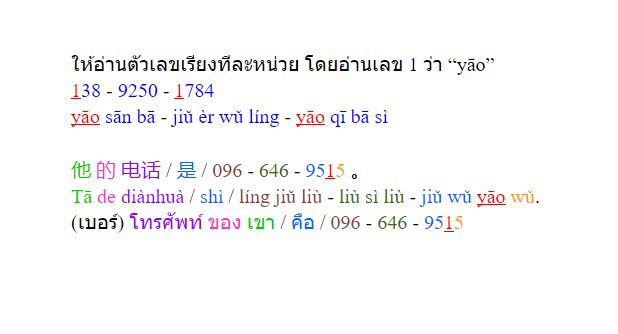 ให้อ่านตัวเลขเรียงทีละหน่วย โดยอ่านเลข 1 ว่า “yāo”
138 - 9250 - 1784
yāo sān bā - jiǔ èr wǔ líng - yāo qī bā sì
他 的 电话 / 是 / 096 - 646 - 9515 。
Tā de diànhuà / shì / líng jiǔ liù - liù sì liù - jiǔ wǔ yāo wǔ.
(เบอร์) โทรศัพท์ ของ เขา / คือ / 096 - 646 - 9515